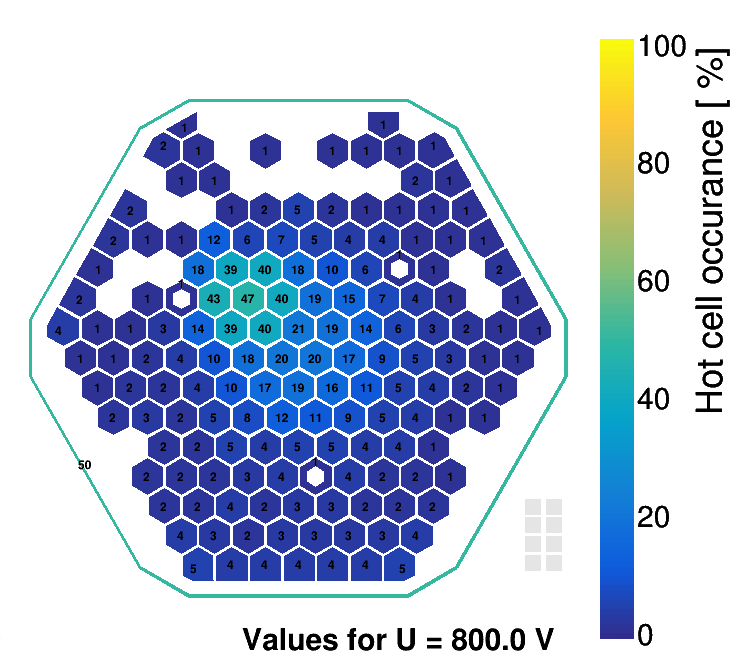 100
80
60
40
20
0
Hot cell occurance [ %]
1 1
2 1 1 1 1 1 1
1 1 2 1
2 1 2 5 2 1 1 1 1
2 1 1 12 6 7 5 4 4 1 1 1
1 18 39 40 18 10 6 1 1 2
2 1 1 43 47 40 19 15 7 4 1 1
4 1 1 3 14 39 40 21 19 14 6 3 2 1 1
1 1 2 4 10 18 20 20 17 9 5 3 1 1
1 2 2 4 10 17 19 16 11 5 4 2 1
2 3 2 5 8 12 11 9 5 4 1 1
2 2 5 4 5 5 4 4 1
50
2 2 2 3 4 4 2 2 1
2 2 4 2 3 3 2 2 2
4 3 2 3 3 3 3 4
5 4 4 4 4 4 5
Values for U = 800.0 V